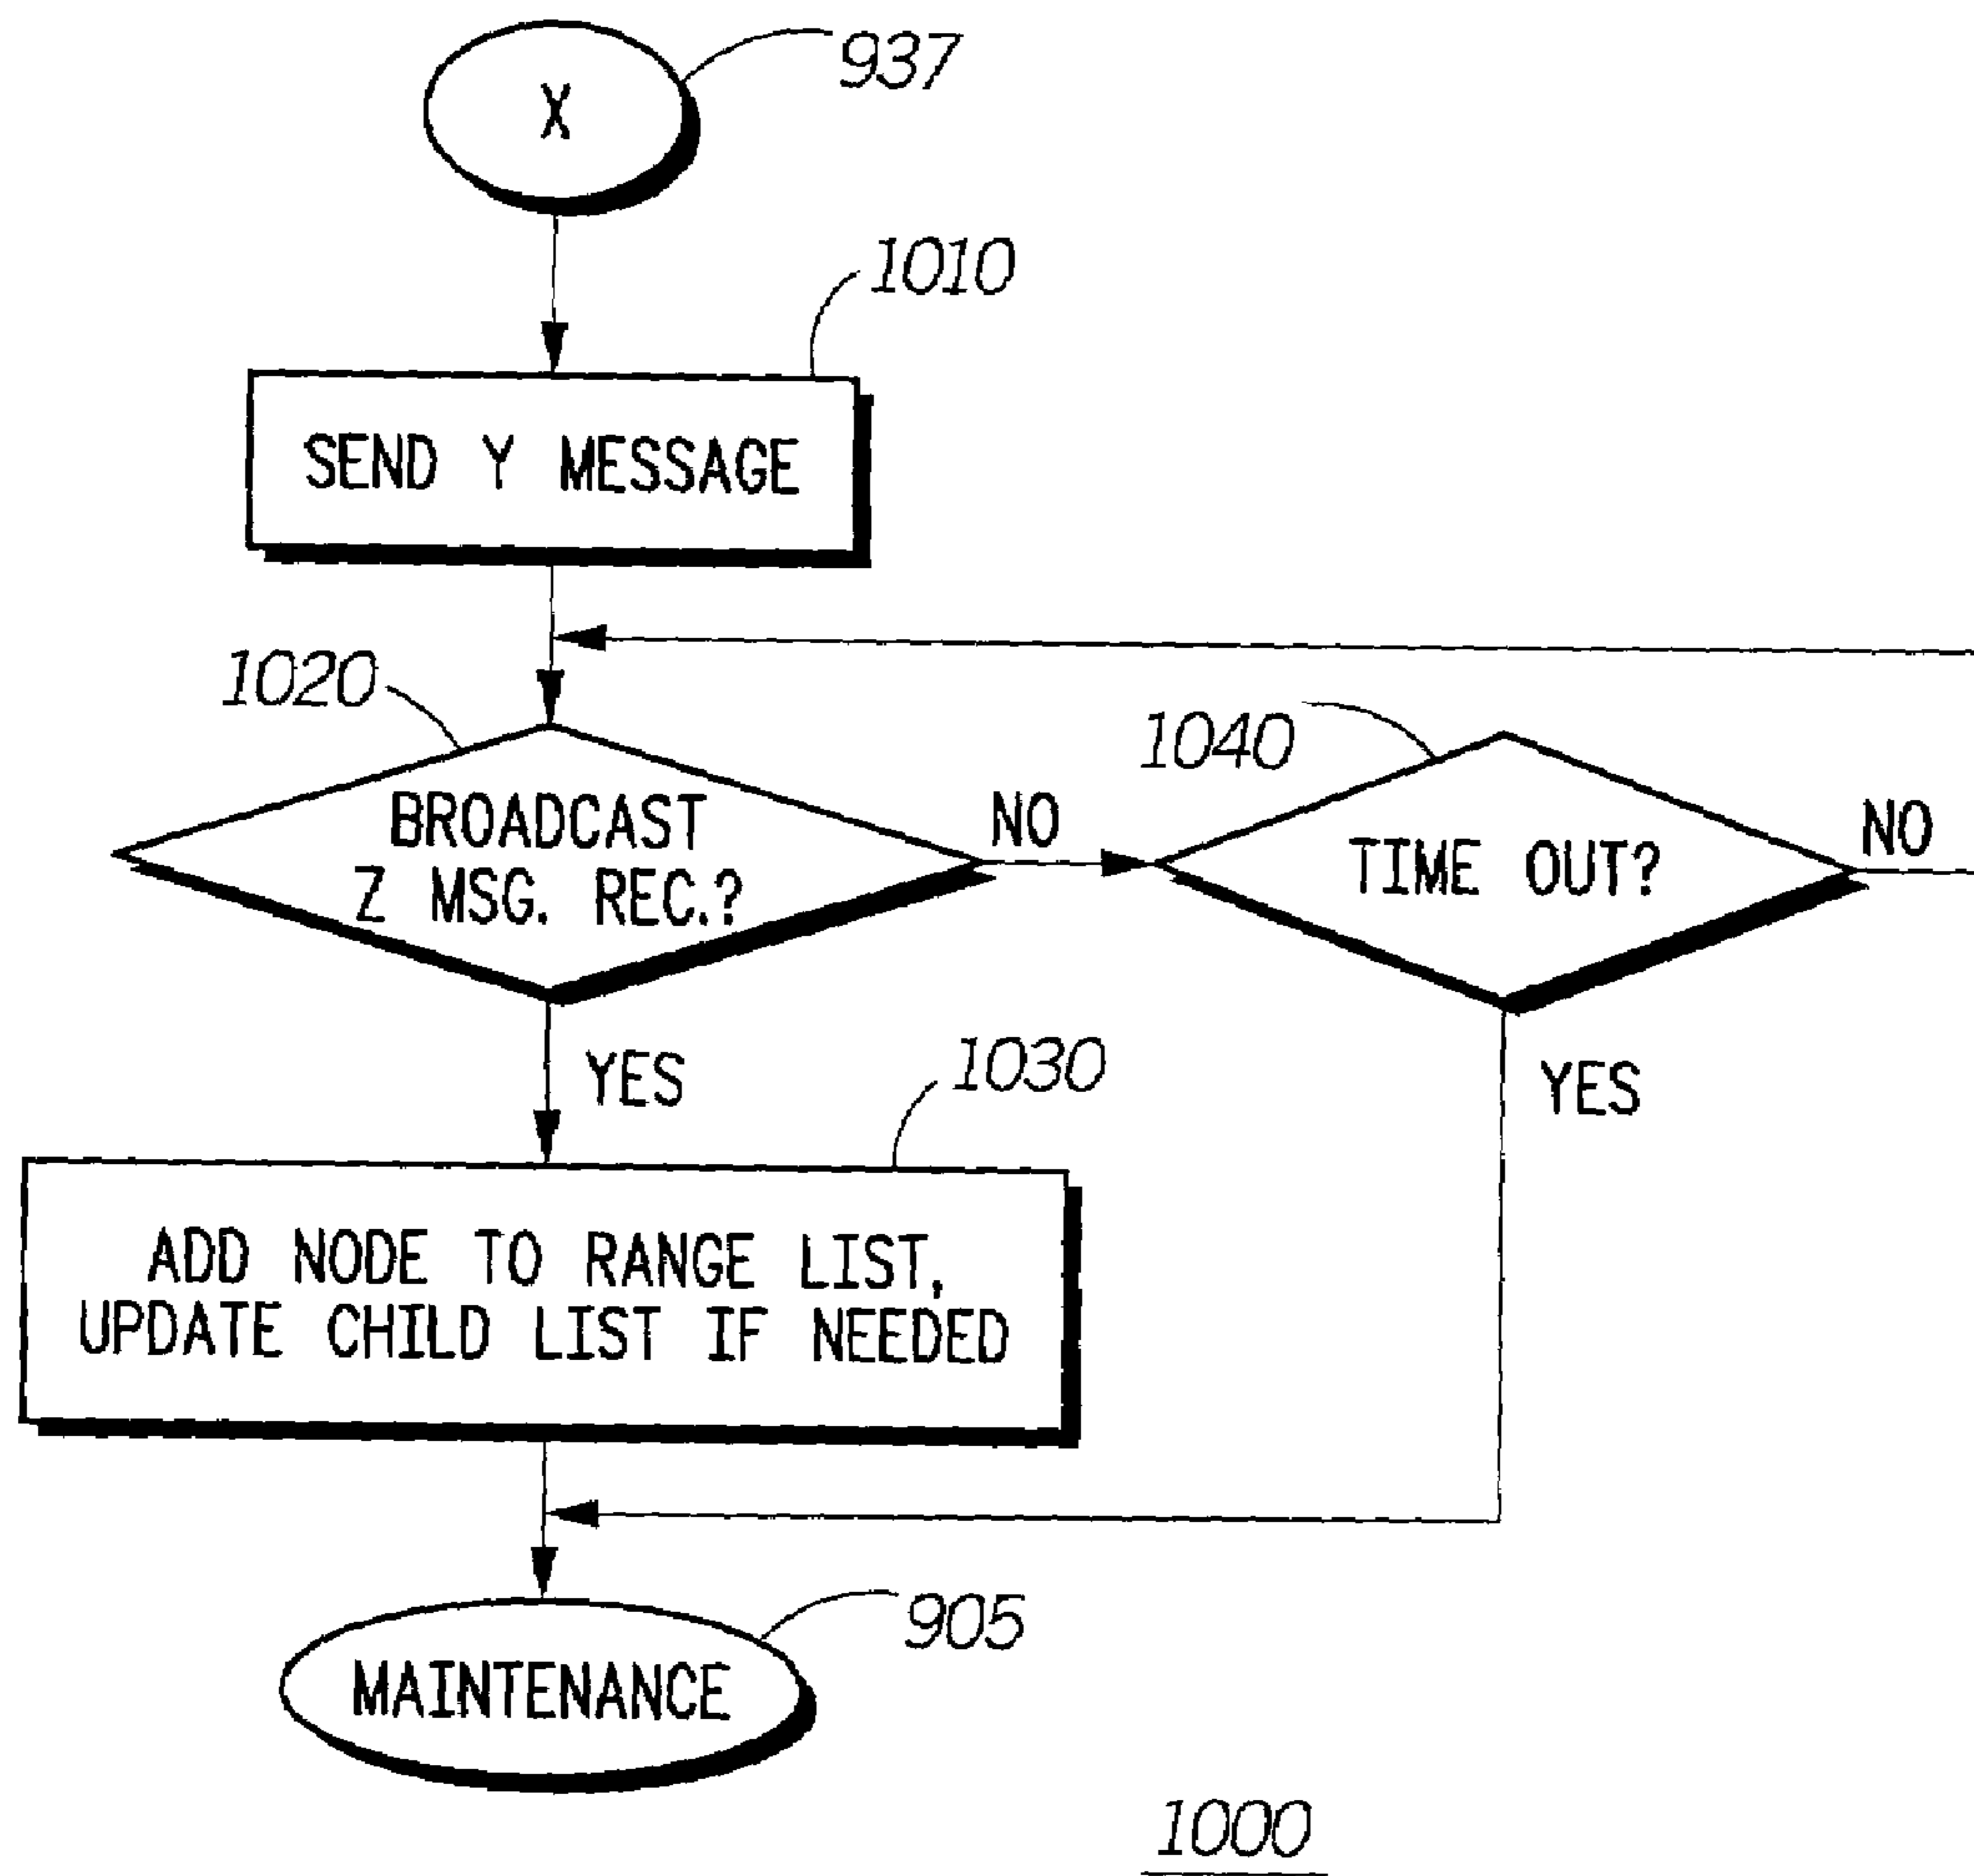 X
937
1010
SEND Y MESSAGE
1020
BROADCAST
Z MSG. REC.?
NO
1040
TIME OUT?
NO
YES
YES
1030
ADD NODE TO RANGE LIST,
UPDATE CHILD LIST IF NEEDED
905
MAINTENANCE
1000